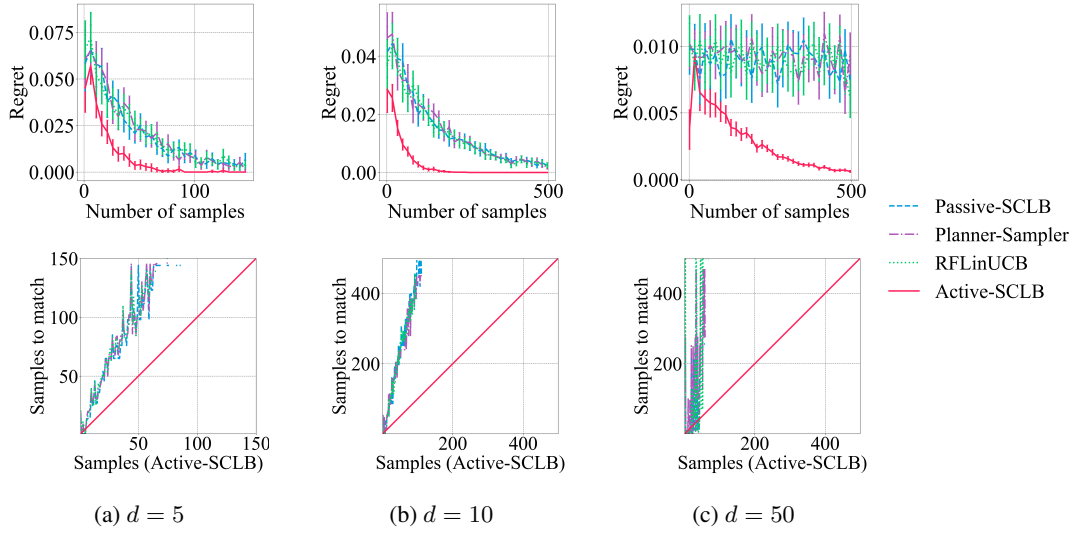 0.075
0.050
0.025
0.000
Regret
0 100
Number of samples
0.04
0.02
0.00
Regret
0 500
Number of samples
0.010
0.005
0.000
Regret
0 500
Number of samples
150
100
50
Samples to match
50 100 150
Samples (Active-SCLB)
400
200
Samples to match
200 400
Samples (Active-SCLB)
400
200
Samples to match
200 400
Samples (Active-SCLB)
Passive-SCLB
Planner-Sampler
RFLinUCB
Active-SCLB
(a) d = 5
(b) d = 10
(c) d = 50